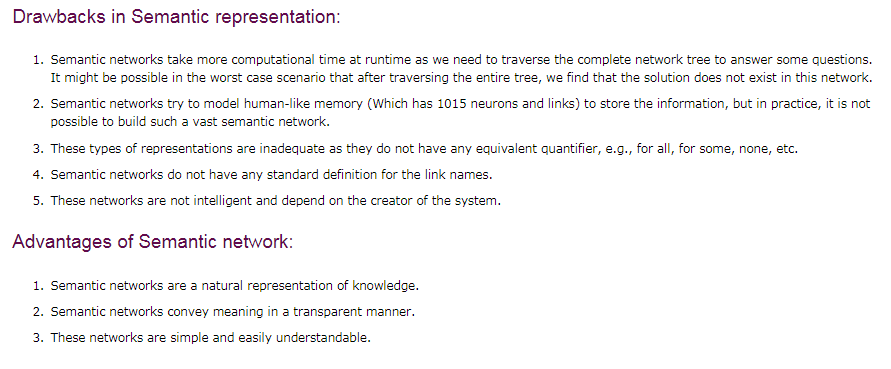 Drawbacks in Semantic representation:
1. Semantic networks take more computational time at runtime as we need to traverse the complete network tree to answer some questions.
It might be possible in the worst case scenario that after traversing the entire tree, we find that the solution does not exist in this network.
2. Semantic networks try to model human-like memory (Which has 1015 neurons and links) to store the information, but in practice, it is not
possible to build such a vast semantic network.
3. These types of representations are inadequate as they do not have any equivalent quantifier, e.g., for all, for some, none, etc.
4. Semantic networks do not have any standard definition for the link names.
5. These networks are not intelligent and depend on the creator of the system.
Advantages of Semantic network:
1. Semantic networks are a natural representation of knowledge.
2. Semantic networks convey meaning in a transparent manner.
3. These networks are simple and easily understandable.